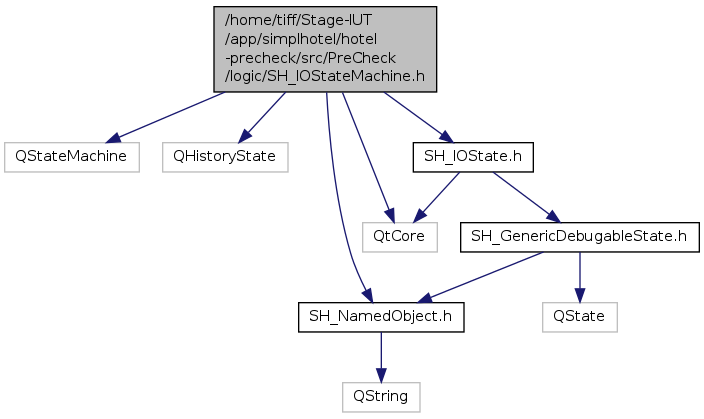 /home/tiff/Stage-IUT
/app/simplhotel/hotel
-precheck/src/PreCheck
/logic/SH_IOStateMachine.h
QStateMachine
QHistoryState
SH_IOState.h
QtCore
SH_GenericDebugableState.h
SH_NamedObject.h
QState
QString